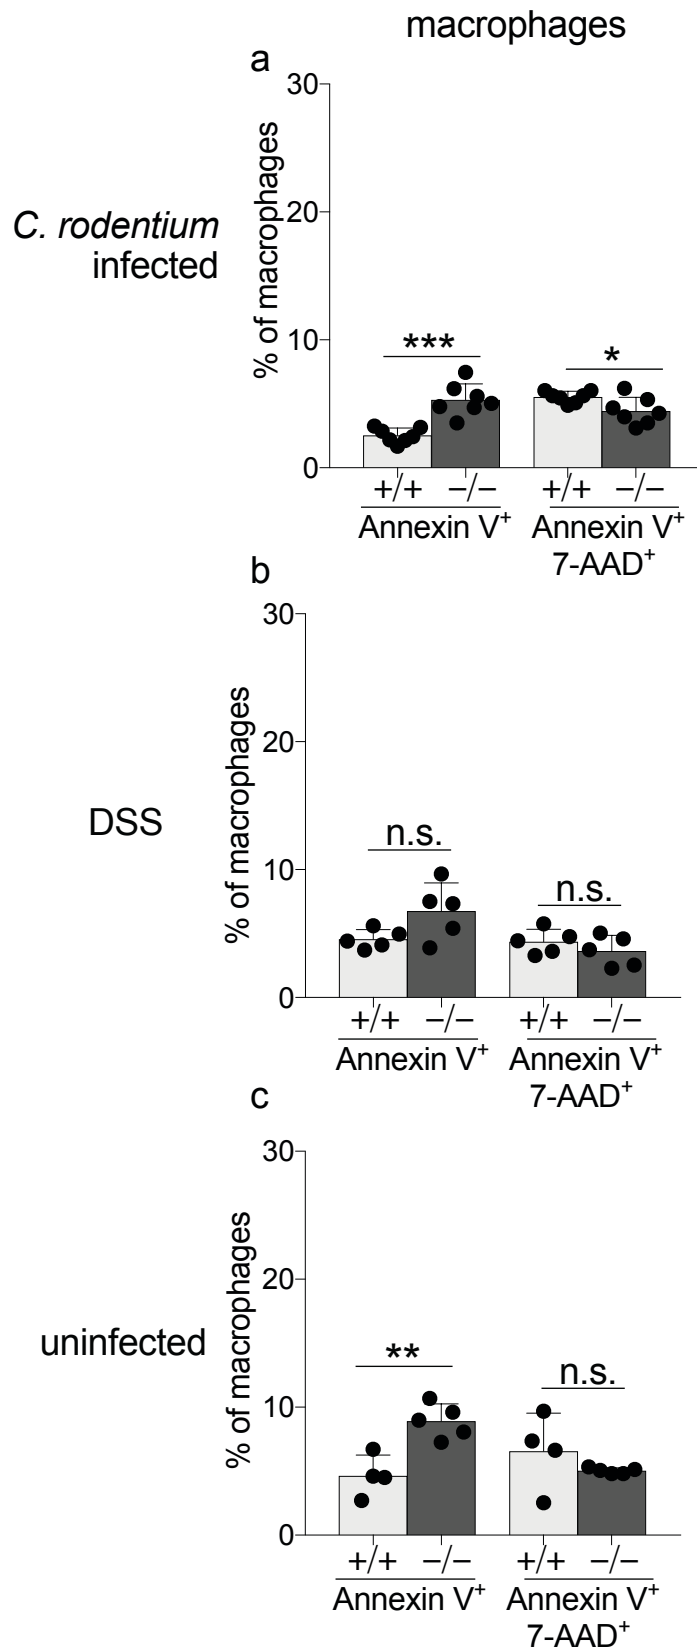 macrophages
a
C. rodentium
infected
% of macrophages
30
20
10
0
***
*
+/+ −/− +/+ −/−
Annexin V⁺ Annexin V⁺
7-AAD⁺
b
DSS
% of macrophages
30
20
10
0
n.s.
n.s.
+/+ −/− +/+ −/−
Annexin V⁺ Annexin V⁺
7-AAD⁺
c
uninfected
% of macrophages
30
20
10
0
**
n.s.
+/+ −/− +/+ −/−
Annexin V⁺ Annexin V⁺
7-AAD⁺